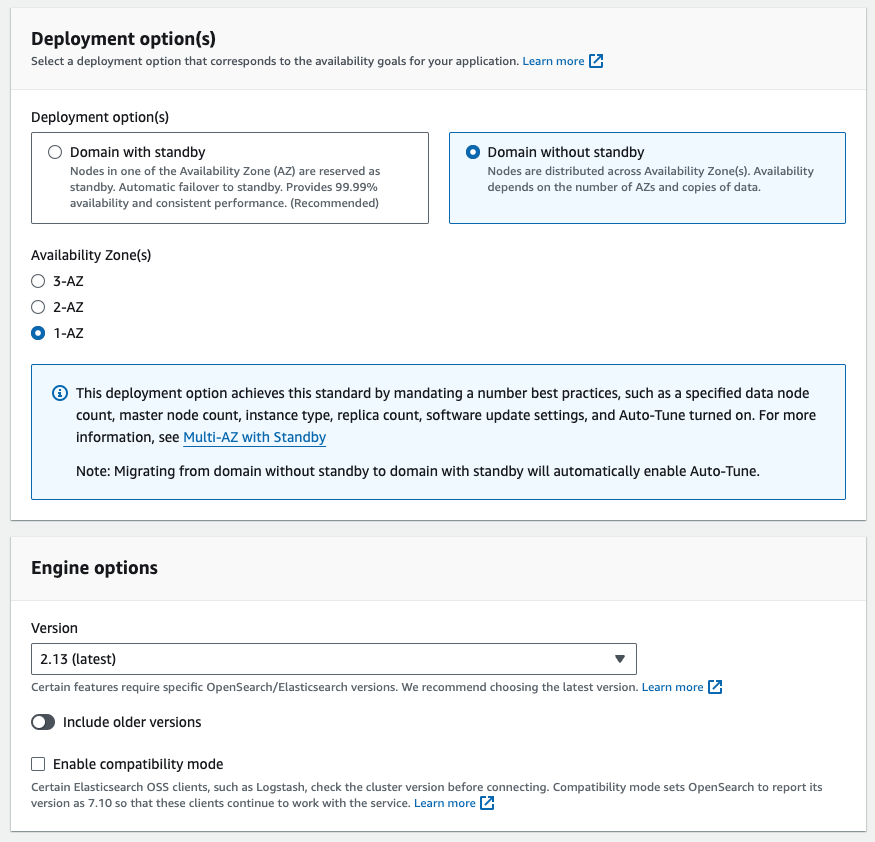 Deployment option(s)
Select a deployment option that corresponds to the availability goals for your application. Learn more
Deployment option(s)
Domain with standby
Nodes in one of the Availability Zone (AZ) are reserved as
standby. Automatic failover to standby. Provides 99.99%
availability and consistent performance. (Recommended)
Domain without standby
Nodes are distributed across Availability Zone(s). Availability
depends on the number of AZs and copies of data.
Availability Zone(s)
3-AZ
2-AZ
1-AZ
This deployment option achieves this standard by mandating a number best practices, such as a specified data node
count, master node count, instance type, replica count, software update settings, and Auto-Tune turned on. For more
information, see Multi-AZ with Standby
Note: Migrating from domain without standby to domain with standby will automatically enable Auto-Tune.
Engine options
Version
2.13 (latest)
Certain features require specific OpenSearch/Elasticsearch versions. We recommend choosing the latest version. Learn more
Include older versions
Enable compatibility mode
Certain Elasticsearch OSS clients, such as Logstash, check the cluster version before connecting. Compatibility mode sets OpenSearch to report its
version as 7.10 so that these clients continue to work with the service. Learn more